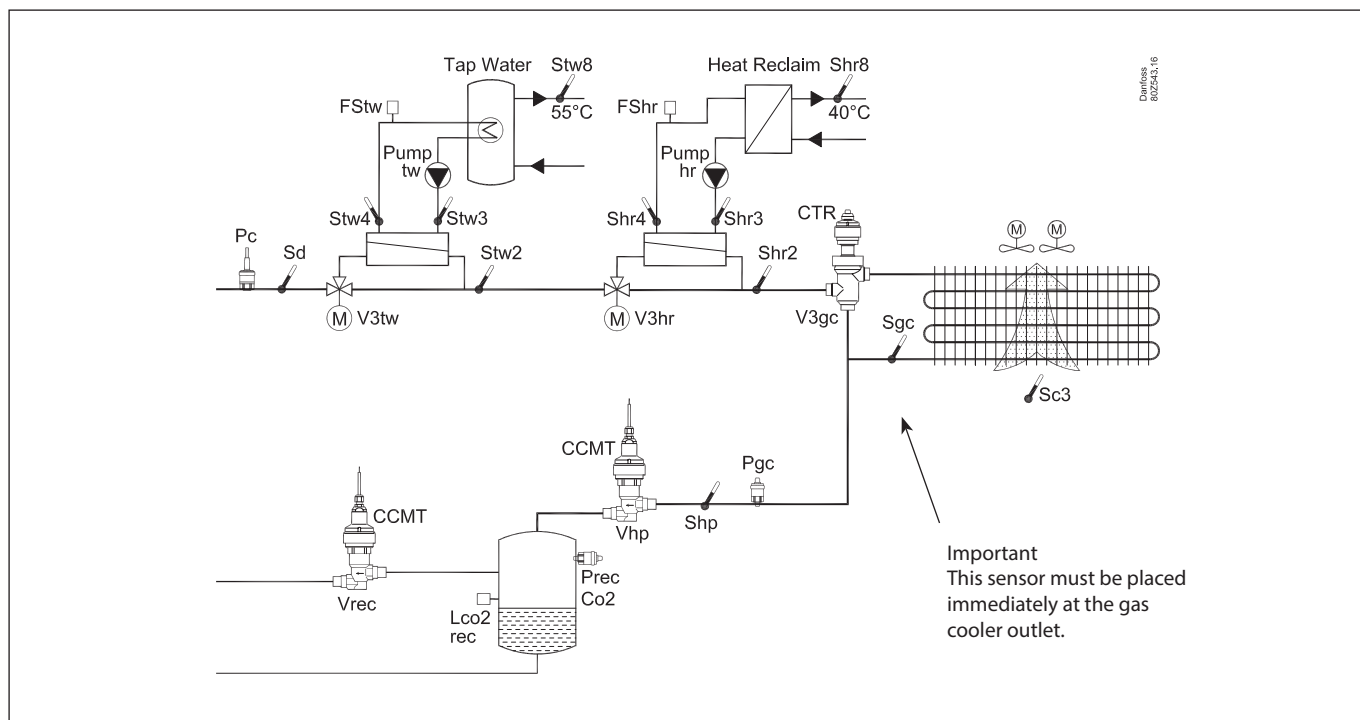 Tap Water
Stw8
FStw
55°C
Pump
tw
Stw4
Stw3
Pc
Sd
Stw2
M
V3tw
Heat Reclaim
Shr8
FShr
40°C
Pump
hr
Shr4
Shr3
Shr2
M
V3hr
CTR
V3gc
M
M
Sgc
Sc3
Danfoss
80Z543.16
CCMT
Vhp
Shp
Pgc
CCMT
Vrec
Prec
Co2
Lco2
rec
Important
This sensor must be placed
immediately at the gas
cooler outlet.